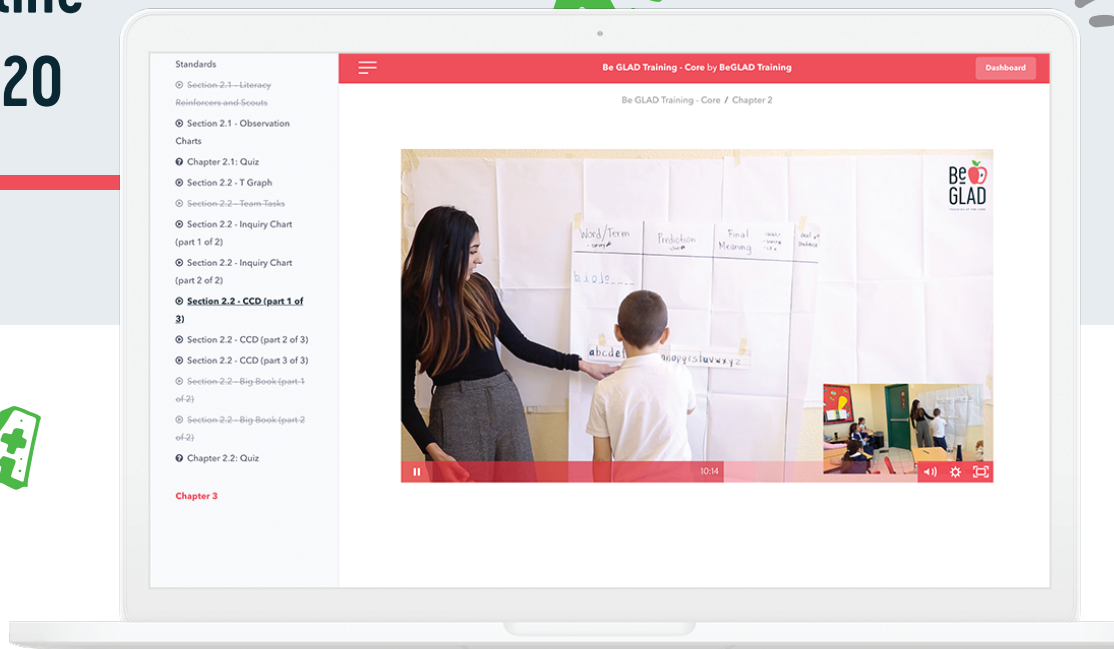 20
Standards
Section 2.1 - Literacy
Reinforcers and Scouts
Section 2.1 - Observation
Charts
Chapter 2.1: Quiz
Section 2.2 - T Graph
Section 2.2 - Team Tasks
Section 2.2 - Inquiry Chart
(part 1 of 2)
Section 2.2 - Inquiry Chart
(part 2 of 2)
Section 2.2 - CCD (part 1 of
3)
Section 2.2 - CCD (part 2 of 3)
Section 2.2 - CCD (part 3 of 3)
Section 2.2 - Big Book (part 1
of 2)
Section 2.2 - Big Book (part 2
of 2)
Chapter 2.2: Quiz
Chapter 3
Be GLAD Training - Core by BeGLAD Training
Dashboard
Be GLAD Training - Core / Chapter 2
Be
GLAD
Word/Term
Prediction
Final
Meaning
abcdef
nopqrstuvwxyz
10:14